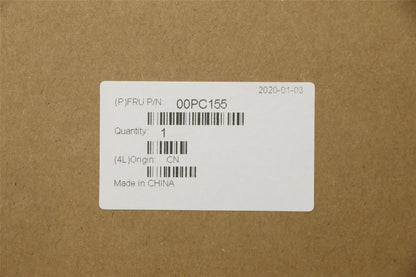 2020-01-03
(P)FRU P/N: 00PC155
Quantity: 1
(4L)Origin: CN
Made in CHINA